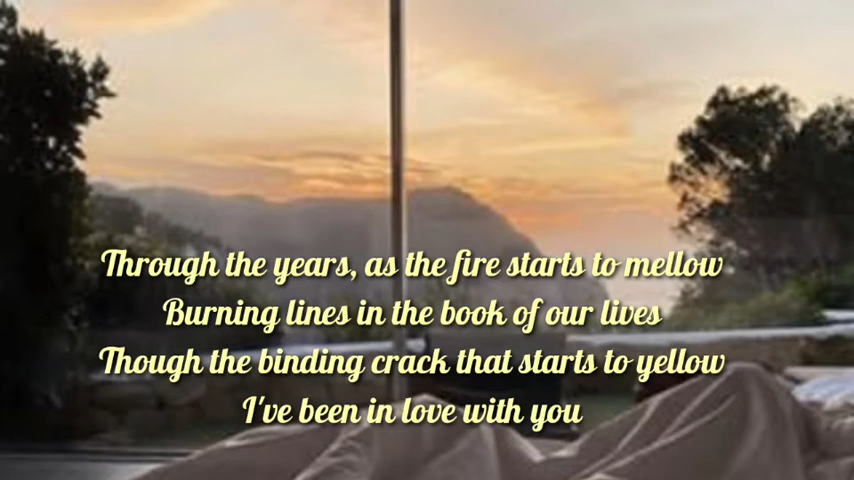 Through the years, as the fire starts to mellow
Burning lines in the book of our lives
Though the binding crack that starts to yellow
I've been in love with you